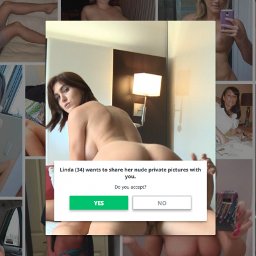 Linda (34) wants to share her nude private pictures with
you.
Do you accept?
YES
NO